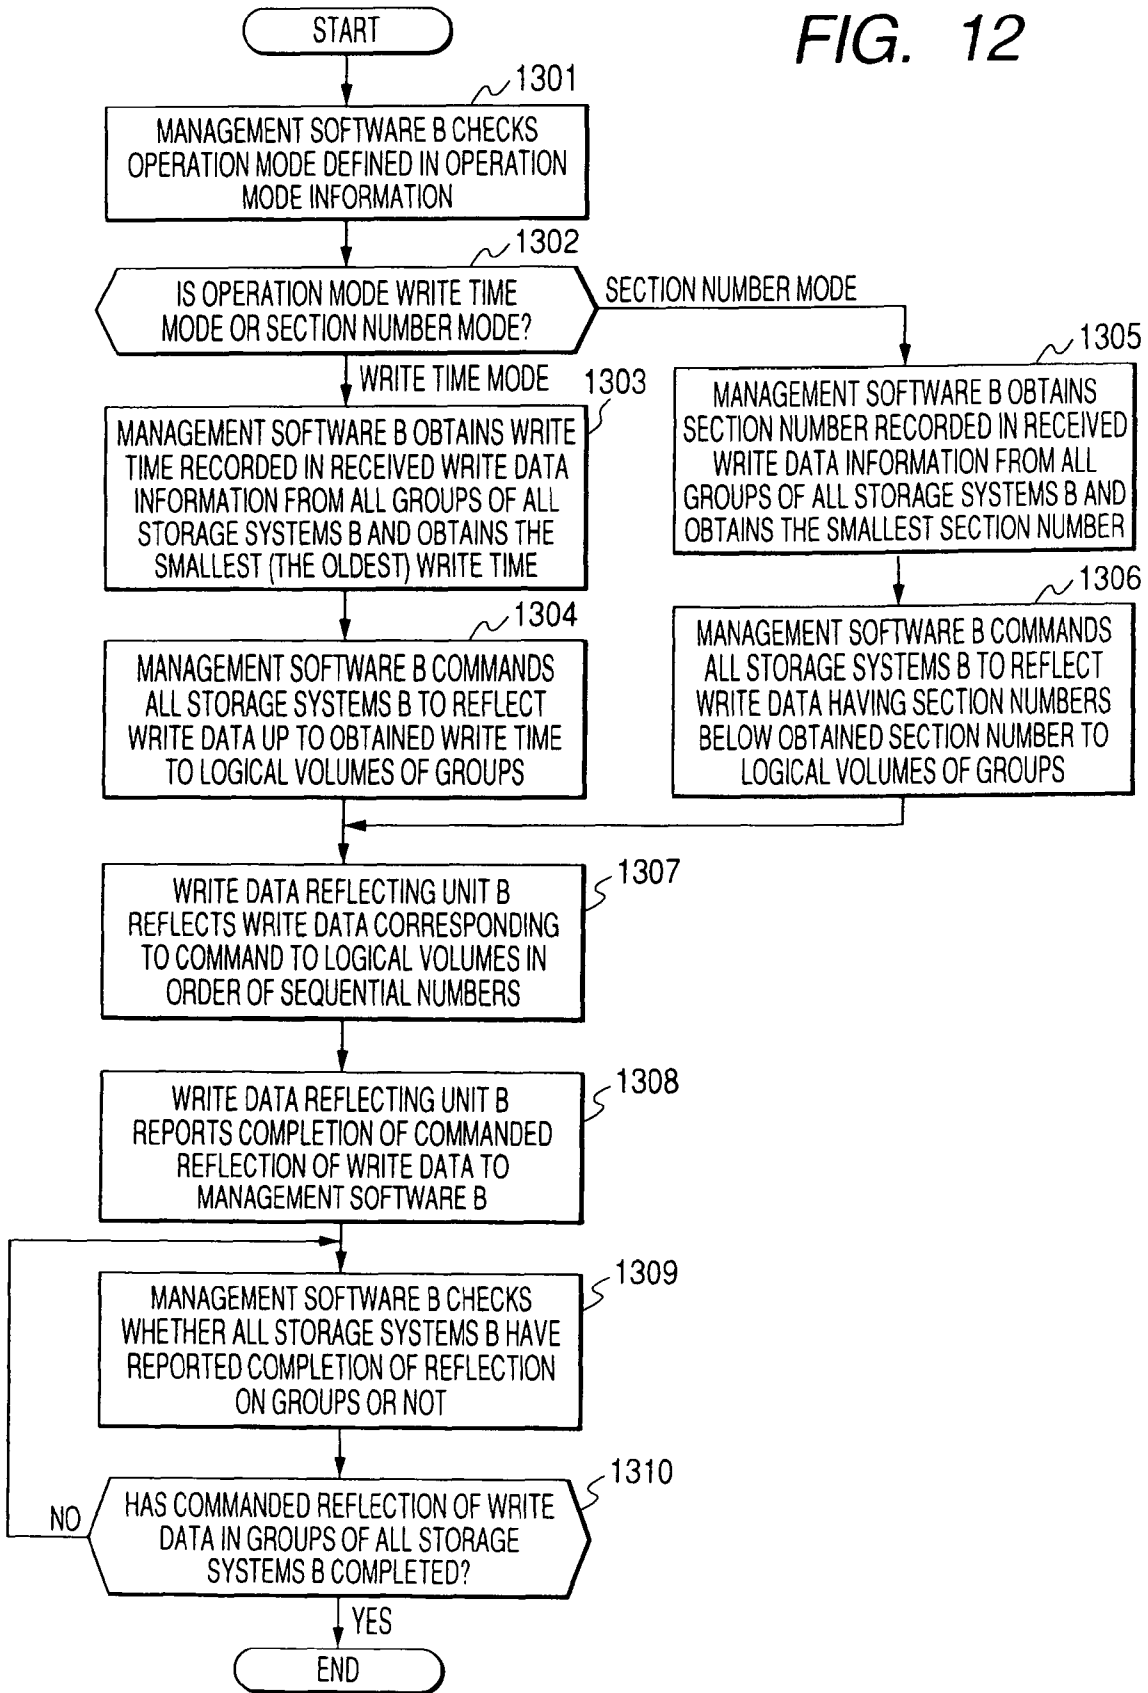 FIG. 12
START
1301
MANAGEMENT SOFTWARE B CHECKS
OPERATION MODE DEFINED IN OPERATION
MODE INFORMATION
1302
IS OPERATION MODE WRITE TIME
MODE OR SECTION NUMBER MODE?
SECTION NUMBER MODE
WRITE TIME MODE
1303
MANAGEMENT SOFTWARE B OBTAINS WRITE
TIME RECORDED IN RECEIVED WRITE DATA
INFORMATION FROM ALL GROUPS OF ALL
STORAGE SYSTEMS B AND OBTAINS THE
SMALLEST (THE OLDEST) WRITE TIME
1304
MANAGEMENT SOFTWARE B COMMANDS
ALL STORAGE SYSTEMS B TO REFLECT
WRITE DATA UP TO OBTAINED WRITE TIME
TO LOGICAL VOLUMES OF GROUPS
1305
MANAGEMENT SOFTWARE B OBTAINS
SECTION NUMBER RECORDED IN RECEIVED
WRITE DATA INFORMATION FROM ALL
GROUPS OF ALL STORAGE SYSTEMS B AND
OBTAINS THE SMALLEST SECTION NUMBER
1306
MANAGEMENT SOFTWARE B COMMANDS
ALL STORAGE SYSTEMS B TO REFLECT
WRITE DATA HAVING SECTION NUMBERS
BELOW OBTAINED SECTION NUMBER TO
LOGICAL VOLUMES OF GROUPS
1307
WRITE DATA REFLECTING UNIT B
REFLECTS WRITE DATA CORRESPONDING
TO COMMAND TO LOGICAL VOLUMES IN
ORDER OF SEQUENTIAL NUMBERS
1308
WRITE DATA REFLECTING UNIT B
REPORTS COMPLETION OF COMMANDED
REFLECTION OF WRITE DATA TO
MANAGEMENT SOFTWARE B
1309
MANAGEMENT SOFTWARE B CHECKS
WHETHER ALL STORAGE SYSTEMS B HAVE
REPORTED COMPLETION OF REFLECTION
ON GROUPS OR NOT
1310
HAS COMMANDED REFLECTION OF WRITE
DATA IN GROUPS OF ALL STORAGE
SYSTEMS B COMPLETED?
NO
YES
END